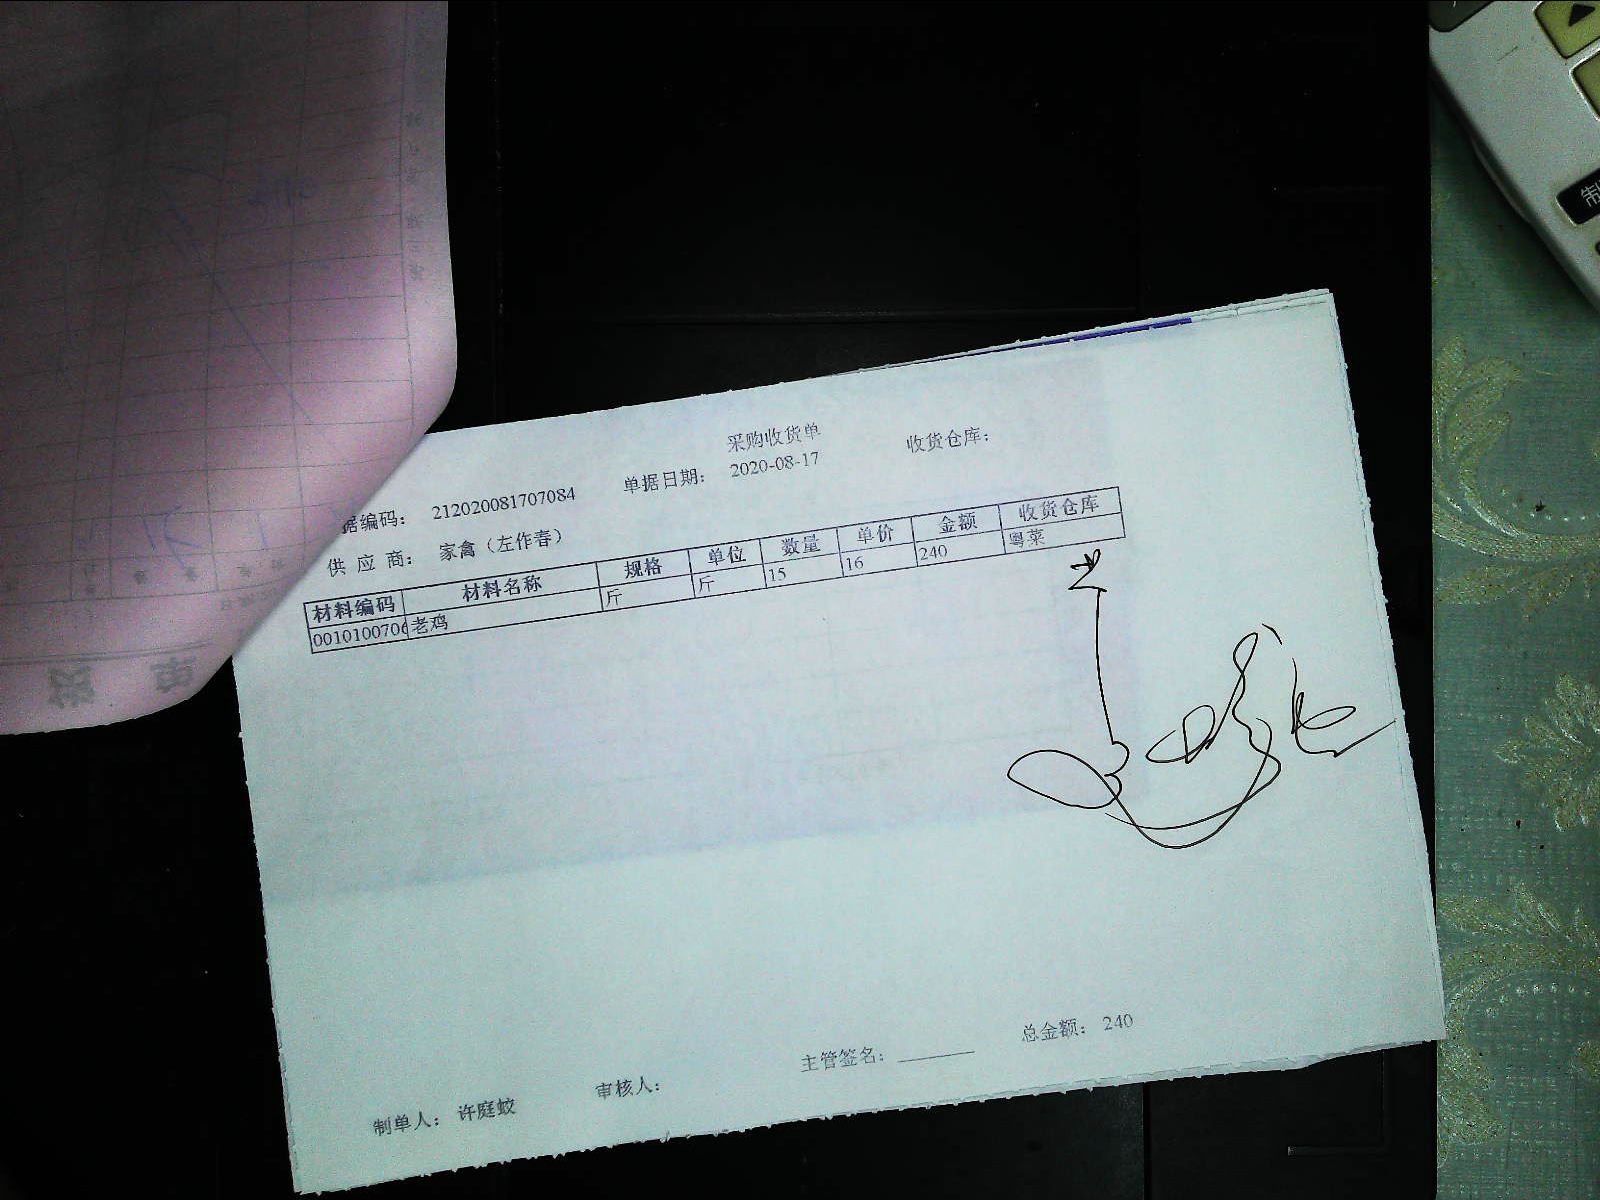 采购收货单
据编码： 212020081707084 单据日期： 2020-08-17 收货仓库：
供 应 商： 家禽（左作春）
材料编码 材料名称 规格 单位 数量 单价 金额 收货仓库
0010100706 老鸡 斤 斤 15 16 240 粤菜
总金额： 240
制单人： 许庭蛟 审核人： 主管签名：
制